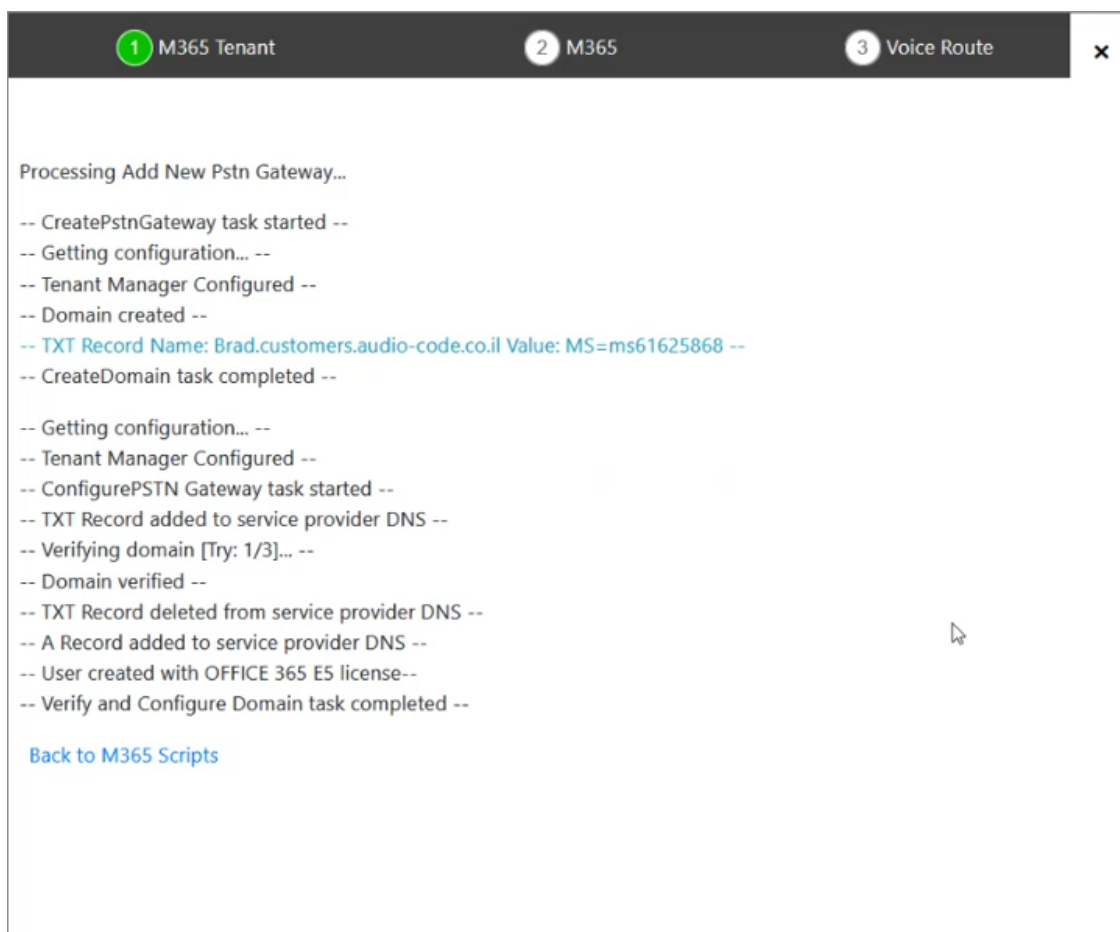 1 M365 Tenant 2 M365 3 Voice Route ×
Processing Add New Pstn Gateway...
-- CreatePstnGateway task started --
-- Getting configuration... --
-- Tenant Manager Configured --
-- Domain created --
-- TXT Record Name: Brad.customers.audio-code.co.il Value: MS=ms61625868 --
-- CreateDomain task completed --
-- Getting configuration... --
-- Tenant Manager Configured --
-- ConfigurePSTN Gateway task started --
-- TXT Record added to service provider DNS --
-- Verifying domain [Try: 1/3]... --
-- Domain verified --
-- TXT Record deleted from service provider DNS --
-- A Record added to service provider DNS --
-- User created with OFFICE 365 E5 license--
-- Verify and Configure Domain task completed --
Back to M365 Scripts